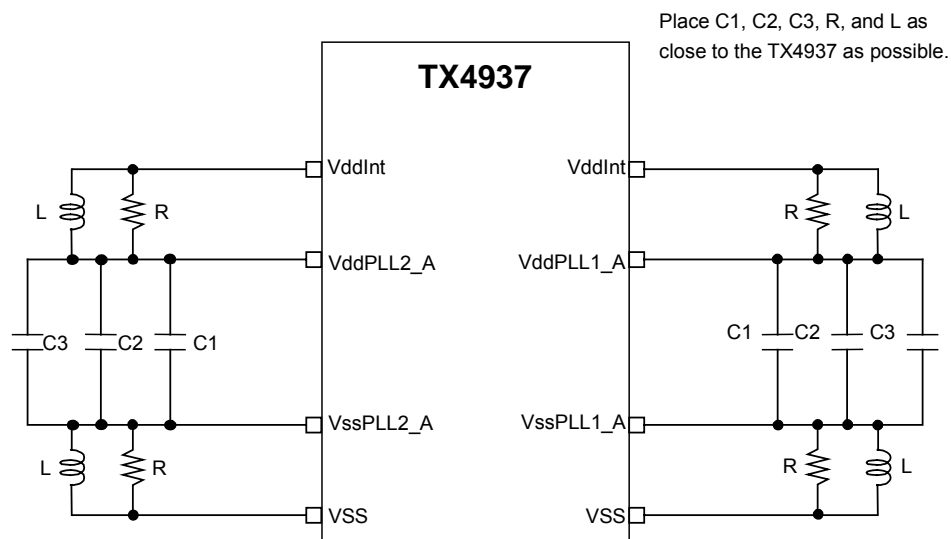 Place C1, C2, C3, R, and L as
close to the TX4937 as possible.
TX4937
VddInt
VddInt
L
R
R
L
VddPLL2_A
VddPLL1_A
C3
C2
C1
C1
C2
C3
VssPLL2_A
VssPLL1_A
L
R
R
L
VSS
VSS